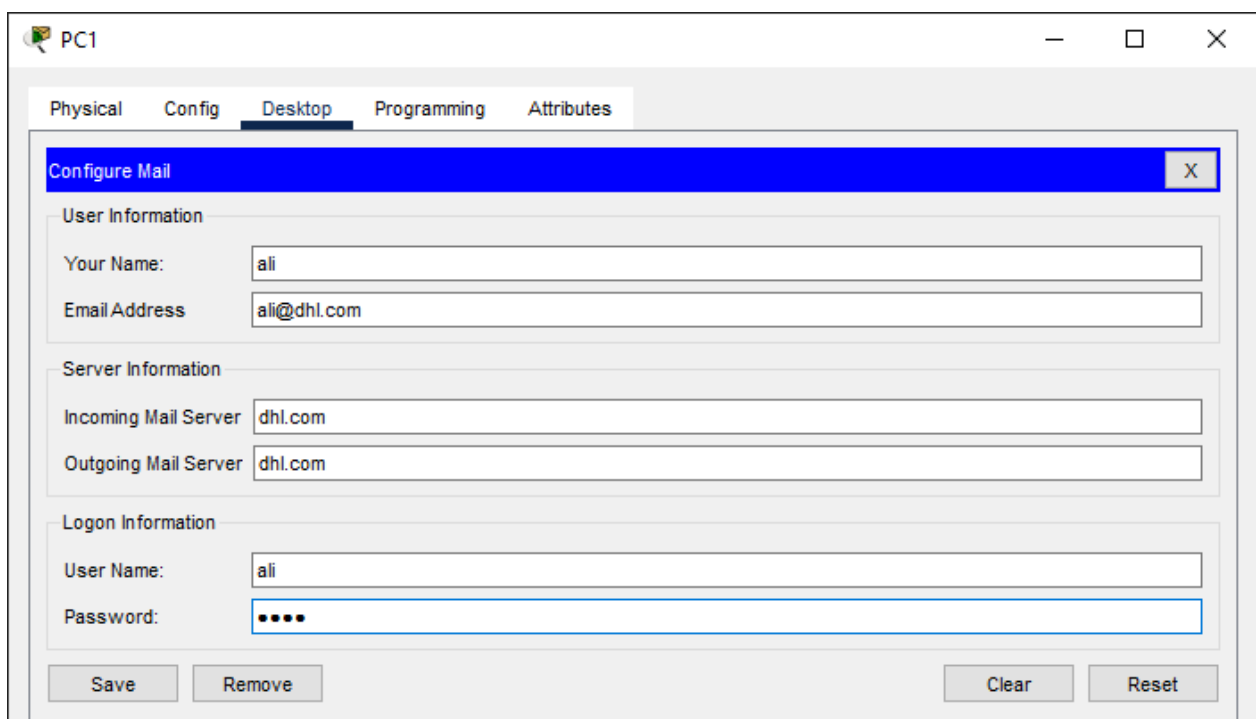 PC1
Physical Config Desktop Programming Attributes
Configure Mail X
User Information
Your Name: ali
Email Address ali@dhl.com
Server Information
Incoming Mail Server dhl.com
Outgoing Mail Server dhl.com
Logon Information
User Name: ali
Password: ••••
Save Remove Clear Reset